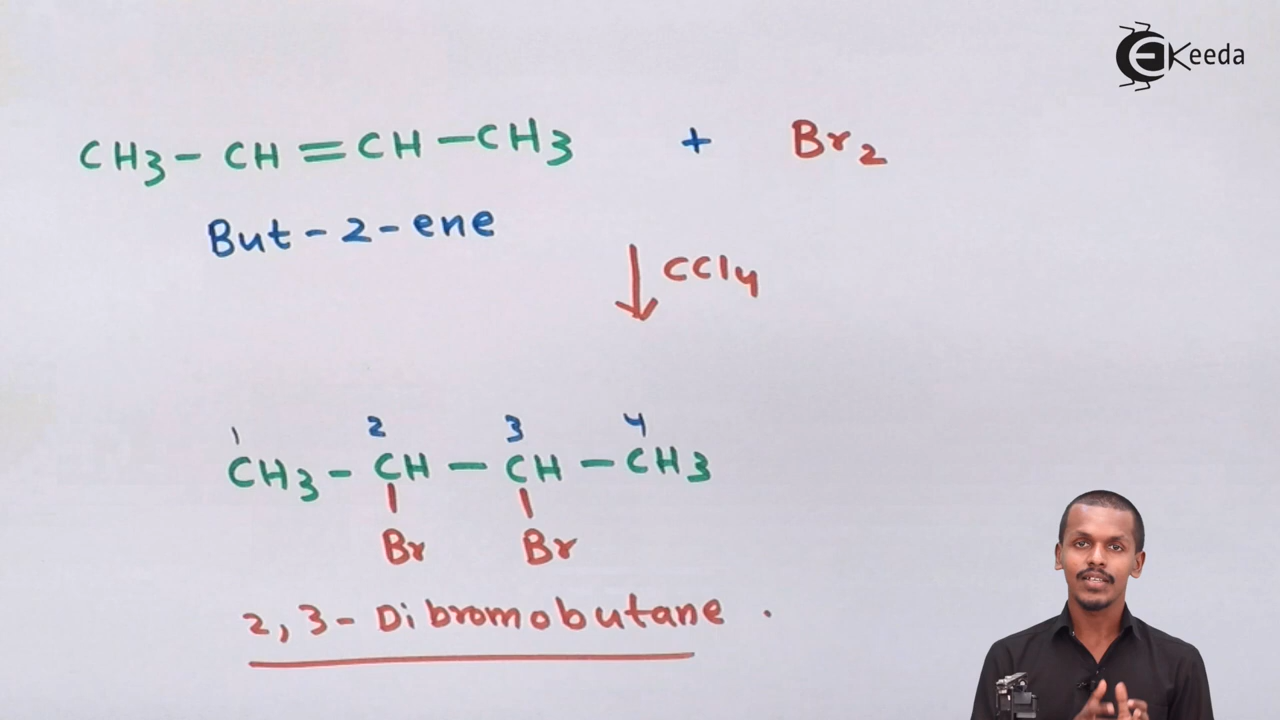 EKeeda
CH3 - CH = CH - CH3 + Br2
But - 2 - ene
CCl4
1 2 3 4
CH3 - CH - CH - CH3
Br Br
2, 3 - Dibromobutane .